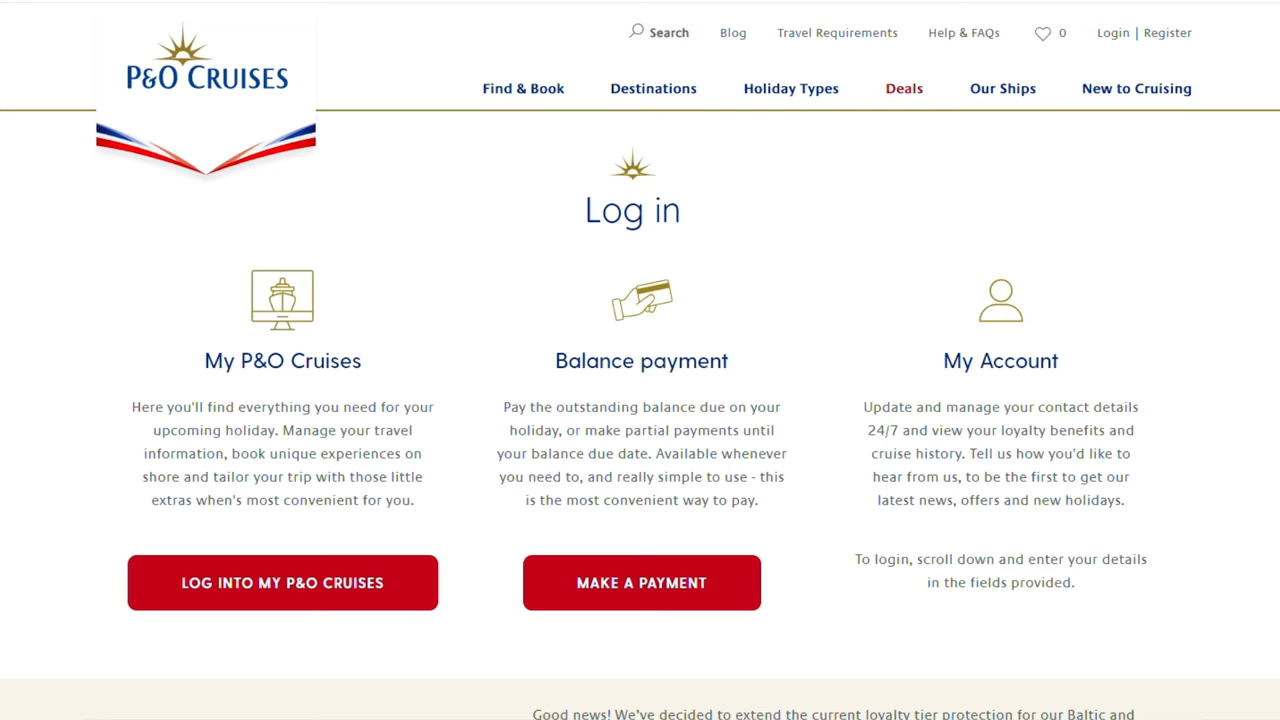 Search Blog Travel Requirements Help & FAQs 0 Login | Register
P&O CRUISES
Find & Book Destinations Holiday Types Deals Our Ships New to Cruising
Log in
My P&O Cruises
Here you'll find everything you need for your
upcoming holiday. Manage your travel
information, book unique experiences on
shore and tailor your trip with those little
extras when's most convenient for you.
LOG INTO MY P&O CRUISES
Balance payment
Pay the outstanding balance due on your
holiday, or make partial payments until
your balance due date. Available whenever
you need to, and really simple to use - this
is the most convenient way to pay.
MAKE A PAYMENT
My Account
Update and manage your contact details
24/7 and view your loyalty benefits and
cruise history. Tell us how you'd like to
hear from us, to be the first to get our
latest news, offers and new holidays.
To login, scroll down and enter your details
in the fields provided.
Good news! We've decided to extend the current loyalty tier protection for our Baltic and